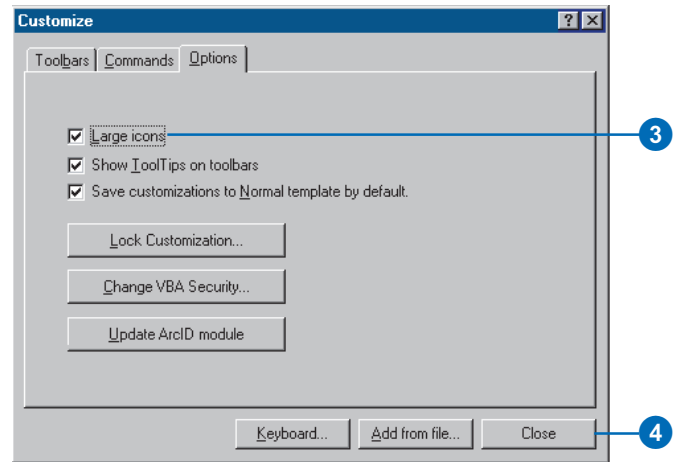 Customize
Toolbars Commands Options
Large icons 3
Show ToolTips on toolbars
Save customizations to Normal template by default.
Lock Customization...
Change VBA Security...
Update ArcID module
Keyboard... Add from file... Close 4